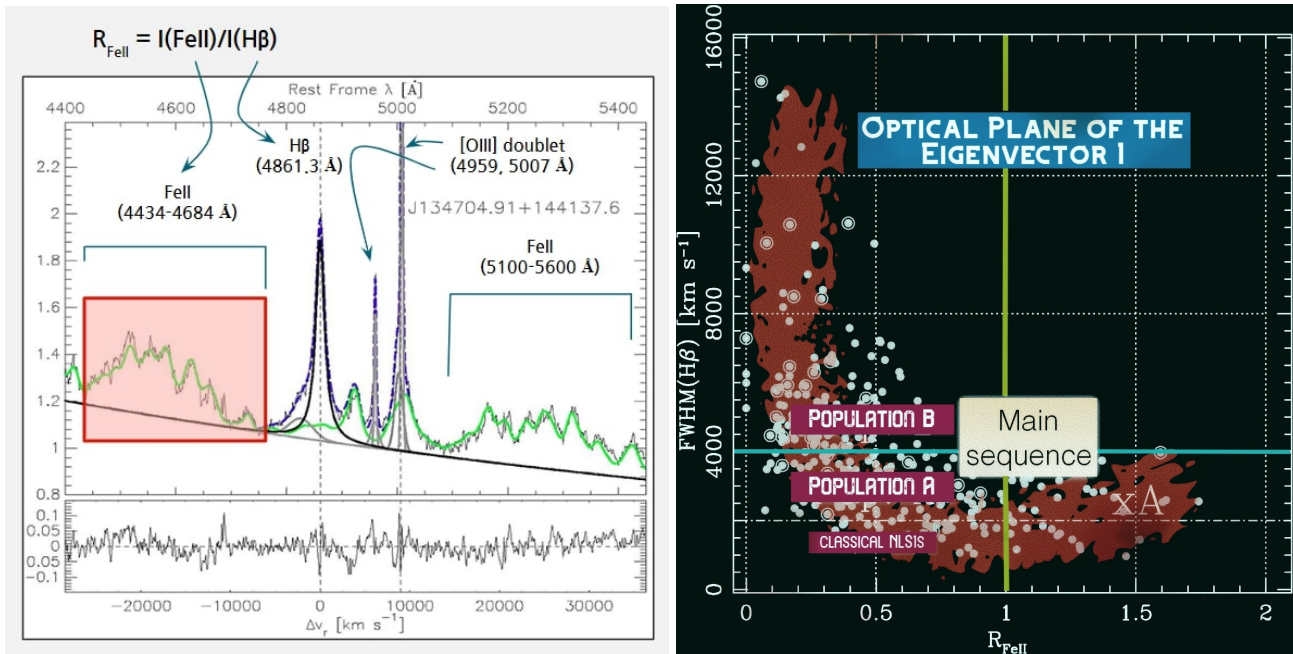 R_FeII = I(FeII)/I(Hβ)
Rest Frame λ [Å]
4400 4600 4800 5000 5200 5400
Hβ
(4861.3 Å)
[OIII] doublet
(4959, 5007 Å)
FeII
(4434-4684 Å)
J134704.91+144137.6
FeII
(5100-5600 Å)
2.2
2
1.8
1.6
1.4
1.2
1
0.8
0.1
0.05
0
-0.05
-0.1
−20000 −10000 0 10000 20000 30000
Δv_r [km s⁻¹]
OPTICAL PLANE OF THE
EIGENVECTOR 1
FWHM(Hβ) [km s⁻¹]
16000
12000
8000
4000
0
POPULATION B
Main
sequence
POPULATION A
xA
CLASSICAL NLSY1S
0 0.5 1 1.5 2
R_FeII